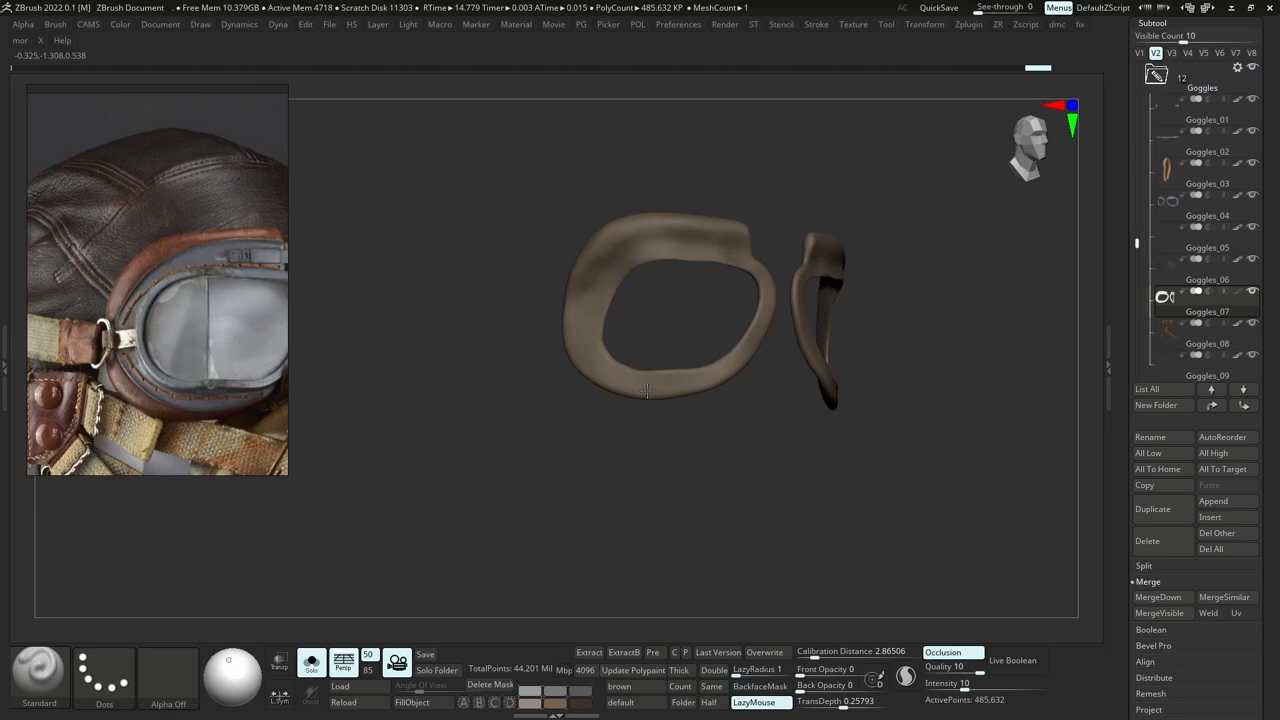 ZBrush 2022.0.1 [M]   ZBrush Document   . • Free Mem 10.379GB • Active Mem 4718 • Scratch Disk 11303 •  RTime▸14.779 Timer▸0.003 ATime▸0.015  • PolyCount▸485.632 KP  • MeshCount▸1
AC QuickSave See-through 0 Menus DefaultZScript
Alpha Brush CAMS Color Document Draw Dynamics Dyna Edit File HS Layer Light Macro Marker Material Movie PG Picker POL Preferences Render ST Stencil Stroke Texture Tool Transform Zplugin ZR Zscript dmc fix
mor X Help
-0.325,-1.308,0.538
Subtool
Visible Count 10
V1 V2 V3 V4 V5 V6 V7 V8
12
Goggles
Goggles_01
Goggles_02
Goggles_03
Goggles_04
Goggles_05
Goggles_06
Goggles_07
Goggles_08
Goggles_09
List All
New Folder
Rename AutoReorder
All Low All High
All To Home All To Target
Copy Paste
Duplicate Append
Insert
Delete Del Other
Del All
Split
Merge
MergeDown MergeSimilar
MergeVisible Weld Uv
Boolean
Bevel Pro
Align
Distribute
Remesh
Project
Standard
Dots
Alpha Off
Transp
Ghost
L.Sym
Solo
Persp
50
85
Save
Solo Folder
Load
Angle Of View
Reload FillObject
TotalPoints: 44.201 Mil
Delete Mask
A B C D
Extract ExtractB Pre C P Last Version Overwrite
Mbp 4096 Update Polypaint Thick Double LazyRadius 1
brown Count Same BackfaceMask
default Folder Half LazyMouse
Calibration Distance 2.86506
Front Opacity 0
Back Opacity 0
TransDepth 0.25793
D
Occlusion
Quality 10
Intensity 10
ActivePoints: 485,632
Live Boolean